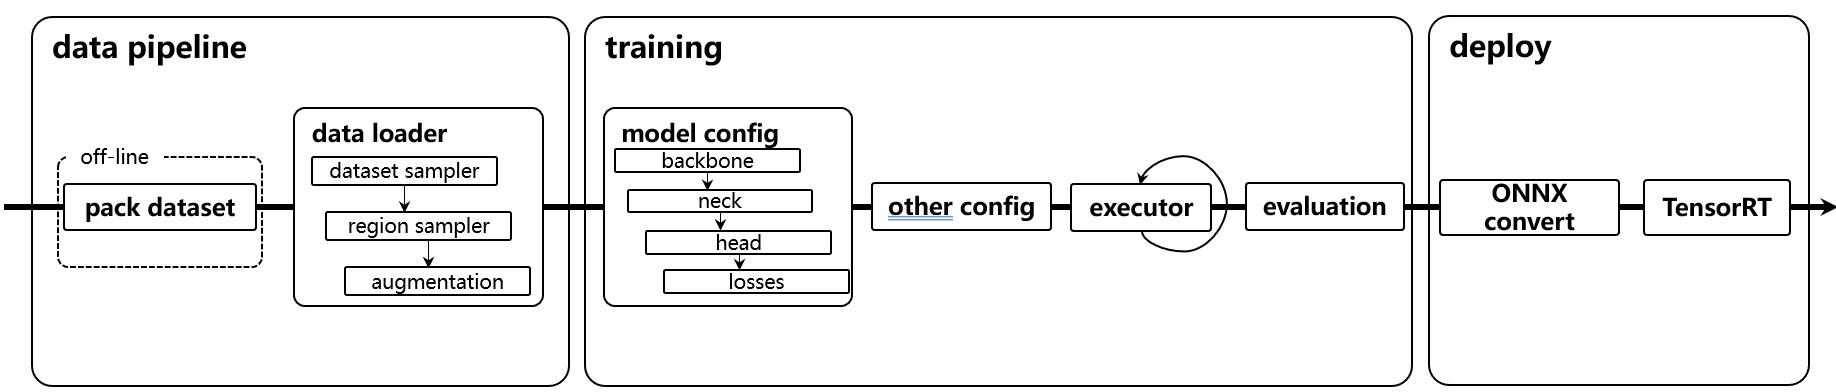 data pipeline
off-line
pack dataset
data loader
dataset sampler
region sampler
augmentation
training
model config
backbone
neck
head
losses
other config
executor
evaluation
deploy
ONNX
convert
TensorRT